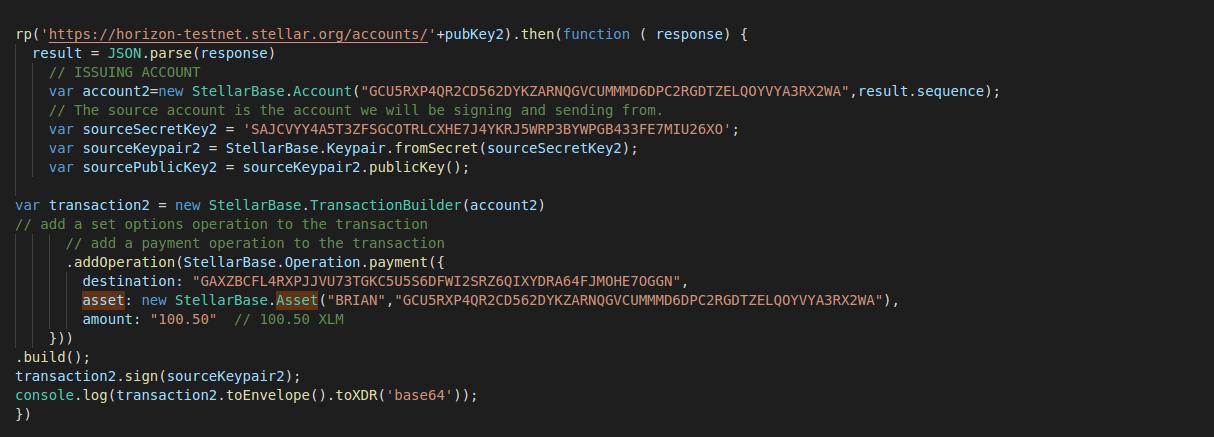 rp('https://horizon-testnet.stellar.org/accounts/'+pubKey2).then(function ( response) {
result = JSON.parse(response)
// ISSUING ACCOUNT
var account2=new StellarBase.Account("GCU5RXP4QR2CD562DYKZARNQGVCUMMMD6DPC2RGDTZELQOYVYA3RX2WA",result.sequence);
// The source account is the account we will be signing and sending from.
var sourceSecretKey2 = 'SAJCVYY4A5T3ZFSGCOTRLCXHE7J4YKRJ5WRP3BYWPGB433FE7MIU26XO';
var sourceKeypair2 = StellarBase.Keypair.fromSecret(sourceSecretKey2);
var sourcePublicKey2 = sourceKeypair2.publicKey();
var transaction2 = new StellarBase.TransactionBuilder(account2)
// add a set options operation to the transaction
// add a payment operation to the transaction
.addOperation(StellarBase.Operation.payment({
destination: "GAXZBCFL4RXPJJVU73TGKC5U5S6DFWI2SRZ6QIXYDRA64FJMOHE7OGGN",
asset: new StellarBase.Asset("BRIAN","GCU5RXP4QR2CD562DYKZARNQGVCUMMMD6DPC2RGDTZELQOYVYA3RX2WA"),
amount: "100.50"  // 100.50 XLM
}))
.build();
transaction2.sign(sourceKeypair2);
console.log(transaction2.toEnvelope().toXDR('base64'));
})